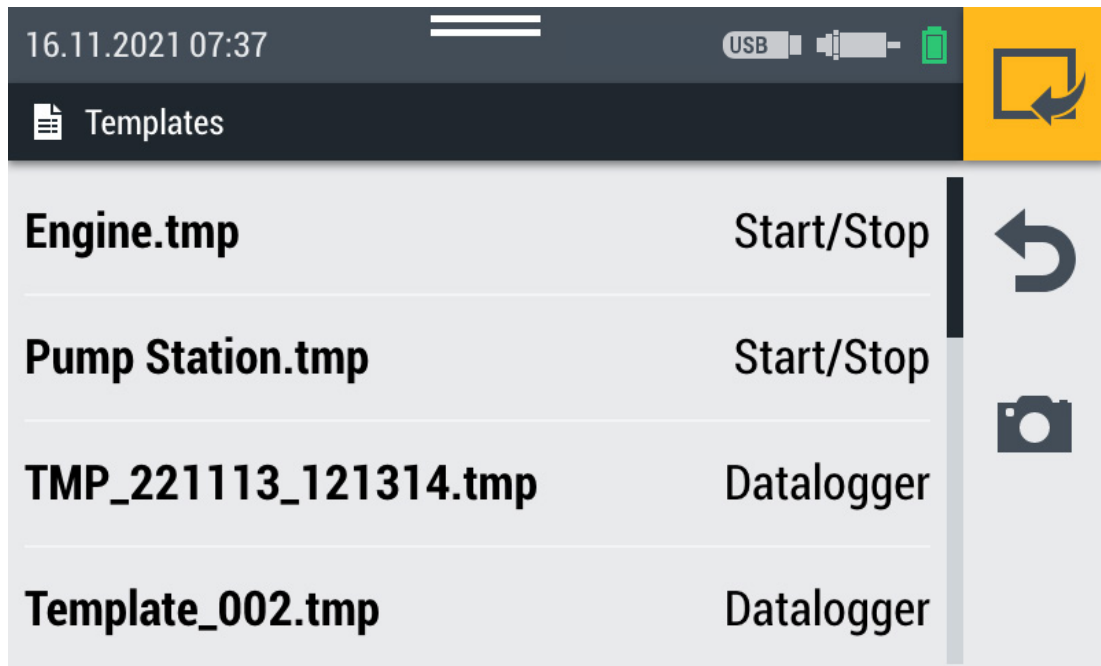 16.11.2021 07:37 USB
Templates
Engine.tmp Start/Stop
Pump Station.tmp Start/Stop
TMP_221113_121314.tmp Datalogger
Template_002.tmp Datalogger